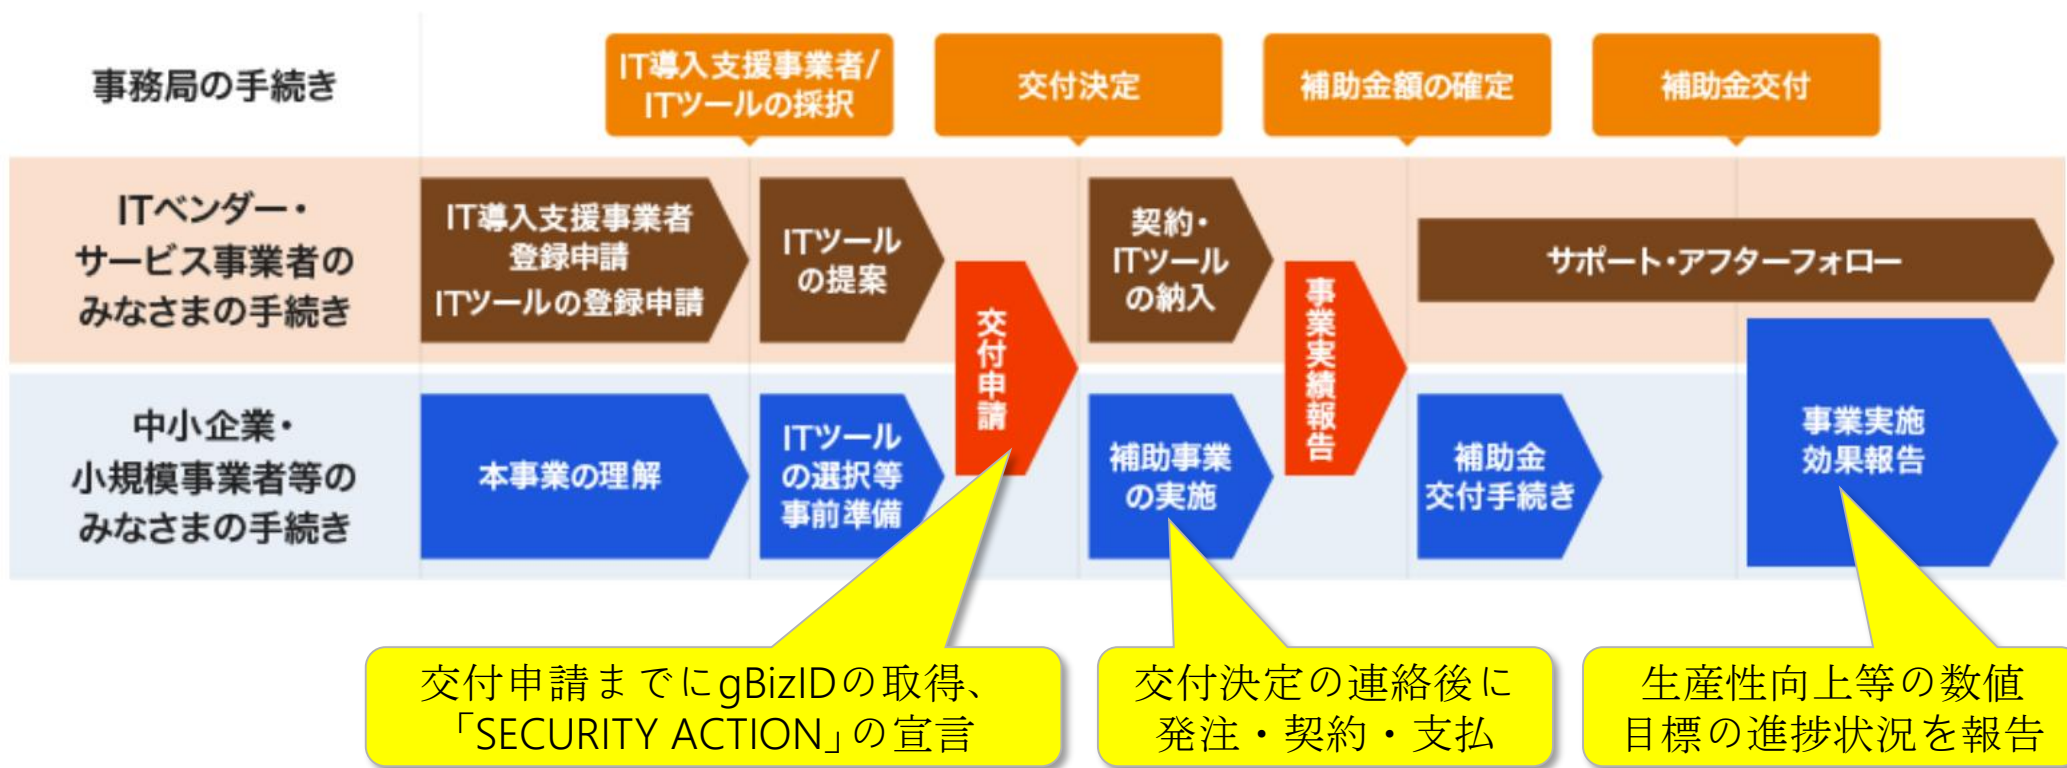 事務局の手続き
IT導入支援事業者/
ITツールの採択
交付決定
補助金額の確定
補助金交付
ITベンダー・
サービス事業者の
みなさまの手続き
IT導入支援事業者
登録申請
ITツールの登録申請
ITツール
の提案
交付申請
契約・
ITツール
の納入
事業実績報告
サポート・アフターフォロー
中小企業・
小規模事業者等の
みなさまの手続き
本事業の理解
ITツール
の選択等
事前準備
補助事業
の実施
補助金
交付手続き
事業実施
効果報告
交付申請までにgBizIDの取得、
「SECURITY ACTION」の宣言
交付決定の連絡後に
発注・契約・支払
生産性向上等の数値
目標の進捗状況を報告